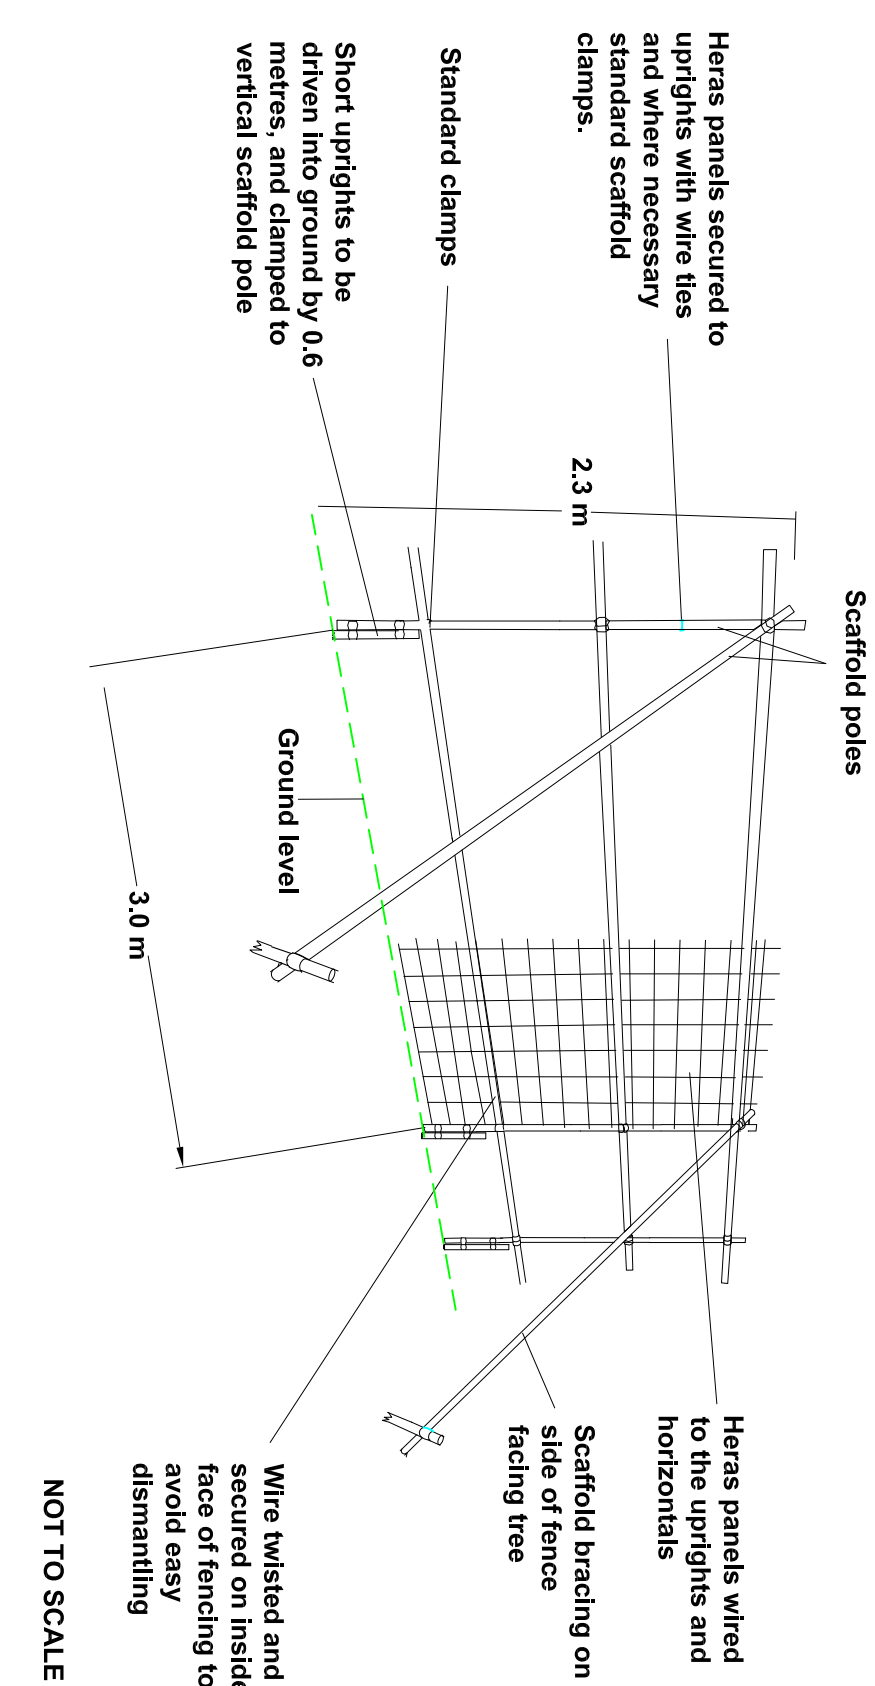 Scaffold poles
Heras panels secured to
uprights with wire ties
and where necessary
standard scaffold
clamps.
2.3 m
Standard clamps
Short uprights to be
driven into ground by 0.6
metres, and clamped to
vertical scaffold pole
Ground level
3.0 m
Heras panels wired
to the uprights and
horizontals
Scaffold bracing on
side of fence
facing tree
Wire twisted and
secured on inside
face of fencing to
avoid easy
dismantling
NOT TO SCALE